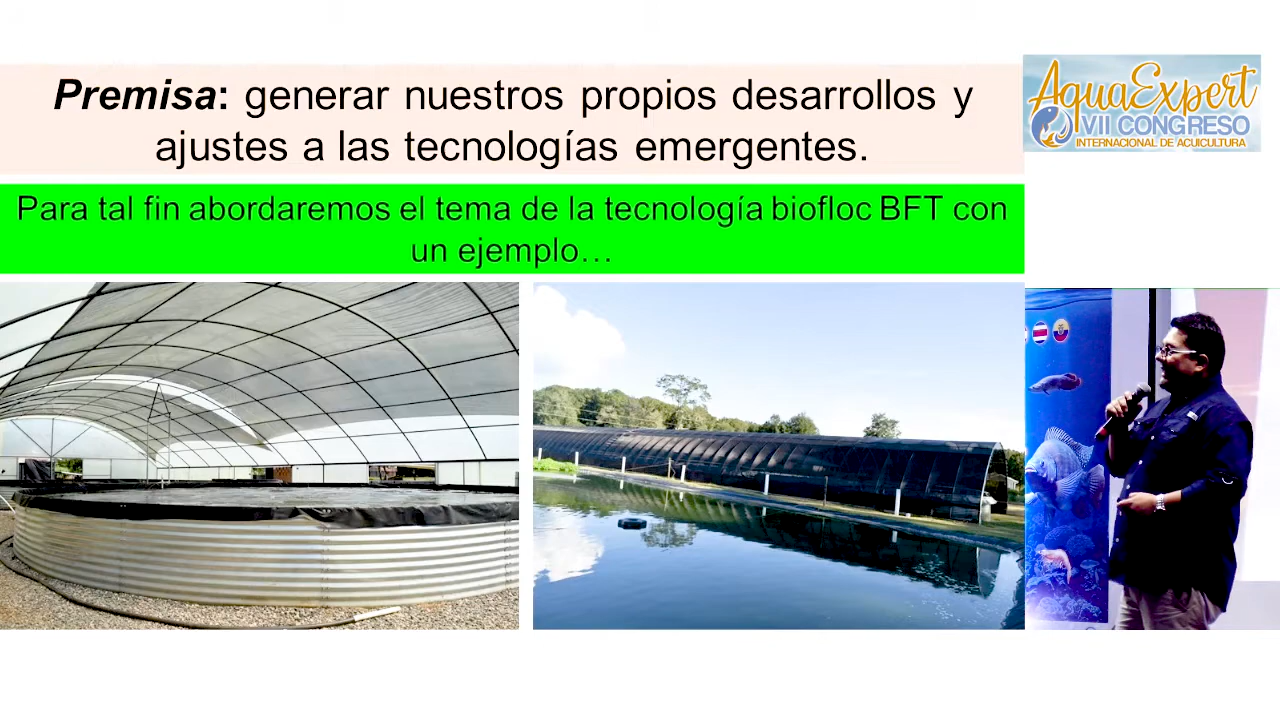 Premisa: generar nuestros propios desarrollos y
ajustes a las tecnologías emergentes.
Para tal fin abordaremos el tema de la tecnología biofloc BFT con
un ejemplo…
AquaExpert
VII CONGRESO
INTERNACIONAL DE ACUICULTURA